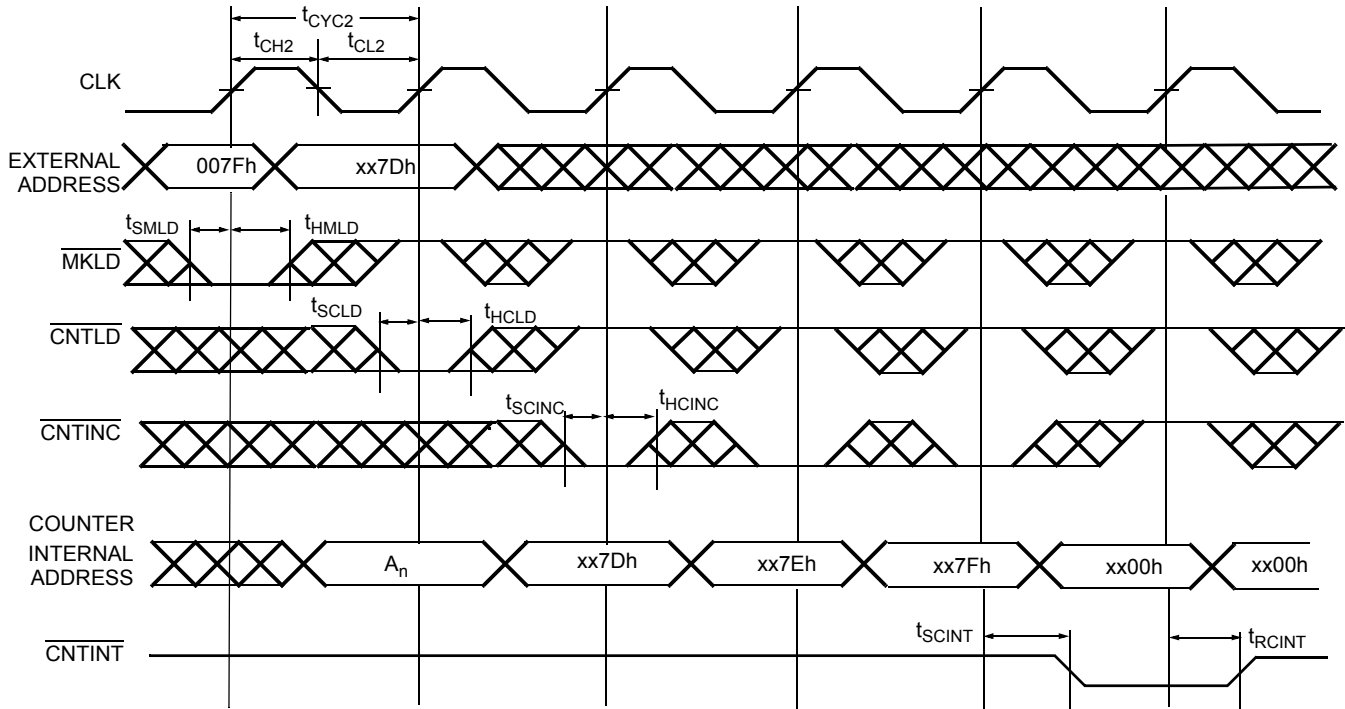 tCYC2
tCH2 tCL2
CLK
EXTERNAL ADDRESS 007Fh xx7Dh
tSMLD tHMLD
MKLD
tSCLD tHCLD
CNTLD
tSCINC tHCINC
CNTINC
COUNTER
INTERNAL
ADDRESS An xx7Dh xx7Eh xx7Fh xx00h xx00h
tSCINT tRCINT
CNTINT